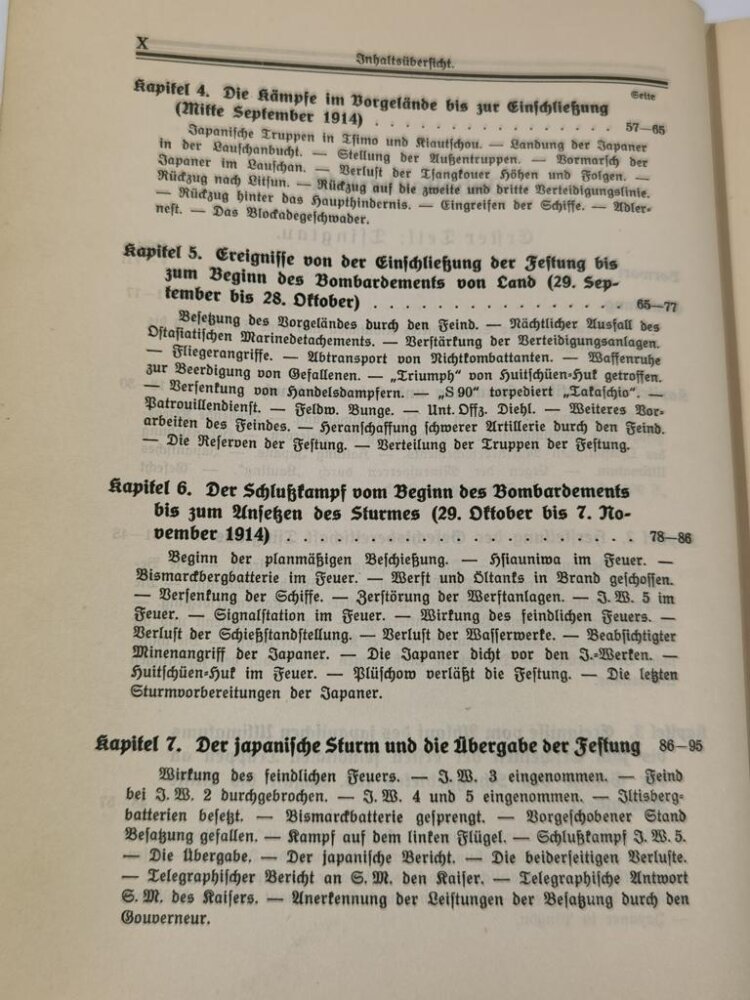 X
Inhaltsübersicht.
Seite
Kapitel 4. Die Kämpfe im Vorgelände bis zur Einschließung
(Mitte September 1914) . . . . . . . . . . . . . . . . 57—65
Japanische Truppen in Tsimo und Kiautschou. — Landung der Japaner
in der Lauschanbucht. — Stellung der Außentruppen. — Vormarsch der
Japaner im Lauschan. — Verlust der Tsangkouer Höhen und Folgen. —
Rückzug nach Litsun. — Rückzug auf die zweite und dritte Verteidigungslinie.
— Rückzug hinter das Haupthindernis. — Eingreifen der Schiffe. — Adler-
nest. — Das Blockadegeschwader.
Kapitel 5. Ereignisse von der Einschließung der Festung bis
zum Beginn des Bombardements von Land (29. Sep-
tember bis 28. Oktober) . . . . . . . . . . . . . . . . 65—77
Besetzung des Vorgeländes durch den Feind. — Nächtlicher Ausfall des
Ostasiatischen Marinedetachements. — Verstärkung der Verteidigungsanlagen.
— Fliegerangriffe. — Abtransport von Nichtkombattanten. — Waffenruhe
zur Beerdigung von Gefallenen. — „Triumph“ von Huitschüen-Huk getroffen.
— Versenkung von Handelsdampfern. — „S 90“ torpediert „Takaschio“. —
Patrouillendienst. — Feldw. Bunge. — Unt. Offz. Diehl. — Weiteres Vor-
arbeiten des Feindes. — Heranschaffung schwerer Artillerie durch den Feind.
— Die Reserven der Festung. — Verteilung der Truppen der Festung.
Kapitel 6. Der Schlußkampf vom Beginn des Bombardements
bis zum Ansetzen des Sturmes (29. Oktober bis 7. No-
vember 1914) . . . . . . . . . . . . . . . . . . . . 78—86
Beginn der planmäßigen Beschießung. — Hsiauniwa im Feuer. —
Bismarckbergbatterie im Feuer. — Werft und Öltanks in Brand geschossen.
— Versenkung der Schiffe. — Zerstörung der Werftanlagen. — J. W. 5 im
Feuer. — Signalstation im Feuer. — Wirkung des feindlichen Feuers. —
Verlust der Schießstandstellung. — Verlust der Wasserwerke. — Beabsichtigter
Minenangriff der Japaner. — Die Japaner dicht vor den J.-Werken. —
Huitschüen-Huk im Feuer. — Plüschow verläßt die Festung. — Die letzten
Sturmvorbereitungen der Japaner.
Kapitel 7. Der japanische Sturm und die Übergabe der Festung 86—95
Wirkung des feindlichen Feuers. — J. W. 3 eingenommen. — Feind
bei J. W. 2 durchgebrochen. — J. W. 4 und 5 eingenommen. — Iltisberg-
batterien besetzt. — Bismarckbatterie gesprengt. — Vorgeschobener Stand
Besatzung gefallen. — Kampf auf dem linken Flügel. — Schlußkampf J. W. 5.
— Die Übergabe. — Der japanische Bericht. — Die beiderseitigen Verluste.
— Telegraphischer Bericht an S. M. den Kaiser. — Telegraphische Antwort
S. M. des Kaisers. — Anerkennung der Leistungen der Besatzung durch den
Gouverneur.